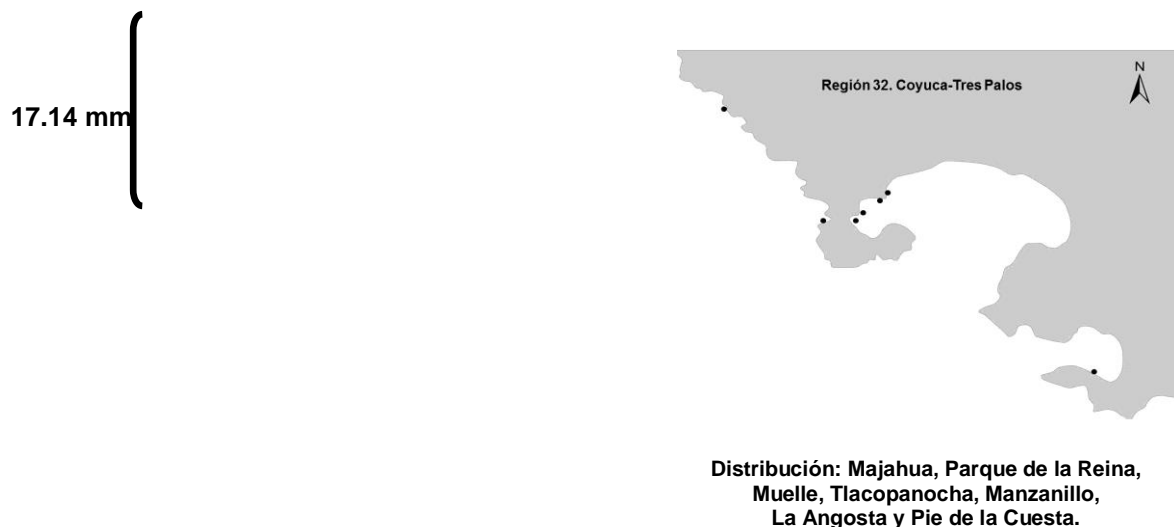 17.14 mm
Región 32. Coyuca-Tres Palos
N
Distribución: Majahua, Parque de la Reina,
Muelle, Tlacopanocha, Manzanillo,
La Angosta y Pie de la Cuesta.